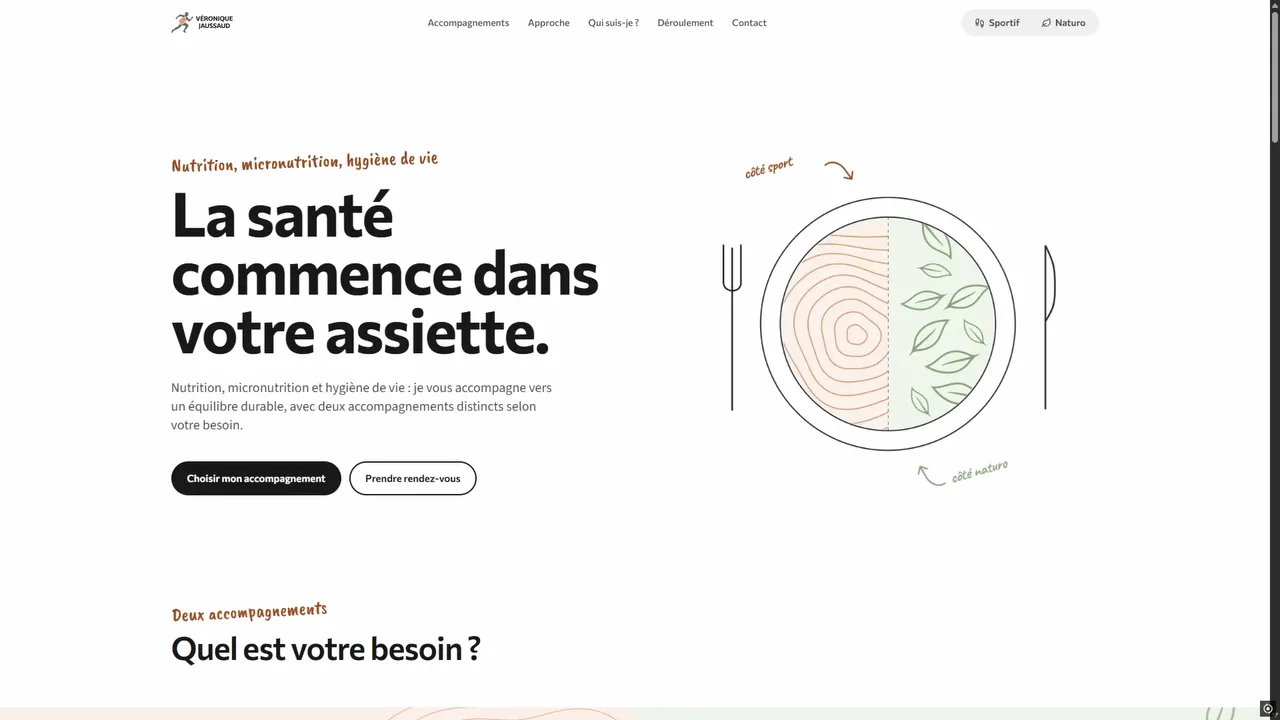 VÉRONIQUE
JAUSSAUD
Accompagnements
Approche
Qui suis-je ?
Déroulement
Contact
Sportif
Naturo
Nutrition, micronutrition, hygiène de vie
La santé
commence dans
votre assiette.
Nutrition, micronutrition et hygiène de vie : je vous accompagne vers
un équilibre durable, avec deux accompagnements distincts selon
votre besoin.
Choisir mon accompagnement
Prendre rendez-vous
côté sport
côté naturo
Deux accompagnements
Quel est votre besoin ?